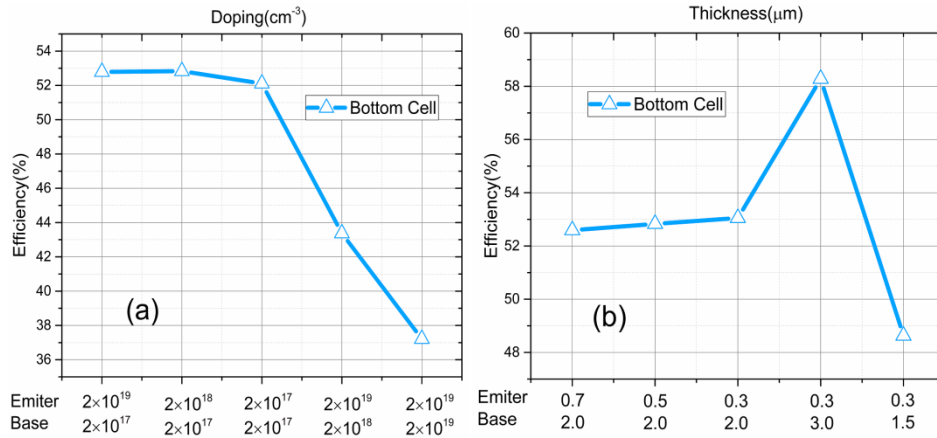 Doping(cm⁻³)
54
52
50
48
46
44
42
40
38
36
Efficiency(%)
Bottom Cell
(a)
Emiter 2×10¹⁹ 2×10¹⁸ 2×10¹⁷ 2×10¹⁹ 2×10¹⁹
Base 2×10¹⁷ 2×10¹⁷ 2×10¹⁷ 2×10¹⁸ 2×10¹⁹
Thickness(μm)
60
58
56
54
52
50
48
Efficiency(%)
Bottom Cell
(b)
Emiter 0.7 0.5 0.3 0.3 0.3
Base 2.0 2.0 2.0 3.0 1.5